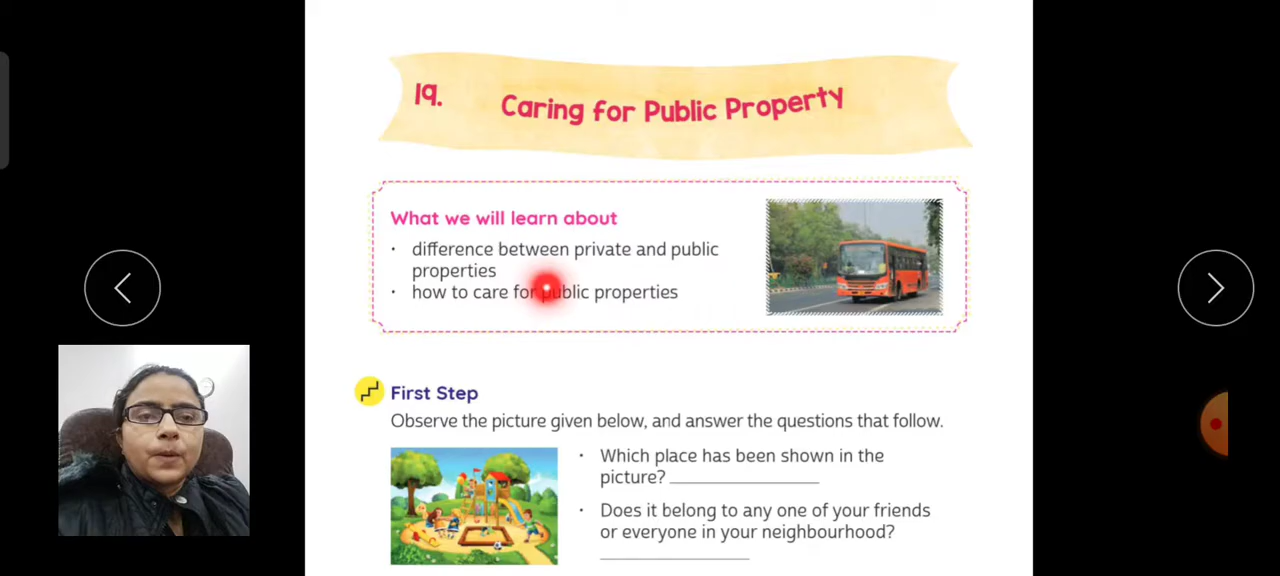 19.
Caring for Public Property
What we will learn about
• difference between private and public
properties
• how to care for public properties
First Step
Observe the picture given below, and answer the questions that follow.
• Which place has been shown in the
picture? ____________________
• Does it belong to any one of your friends
or everyone in your neighbourhood?
____________________